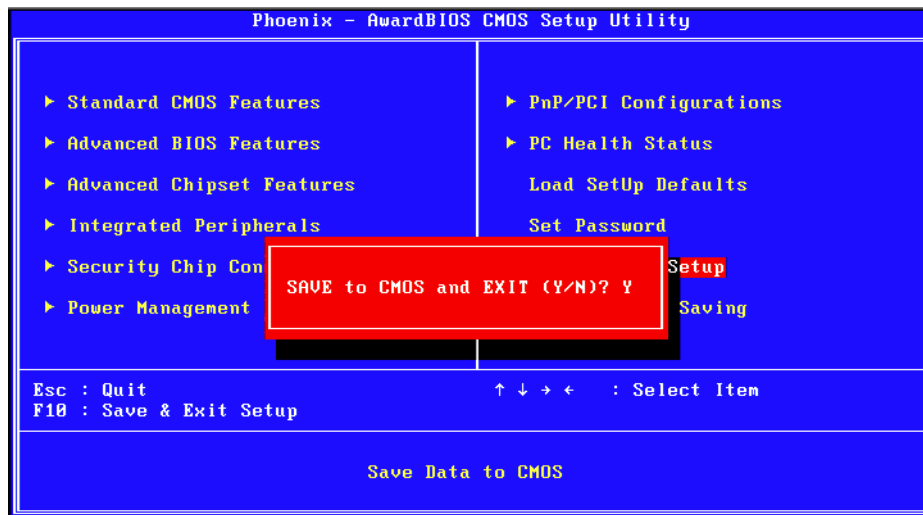 Phoenix - AwardBIOS CMOS Setup Utility
► Standard CMOS Features
► Advanced BIOS Features
► Advanced Chipset Features
► Integrated Peripherals
► Security Chip Con
► Power Management
► PnP/PCI Configurations
► PC Health Status
Load SetUp Defaults
Set Password
Setup
Saving
SAVE to CMOS and EXIT (Y/N)? Y
Esc : Quit
F10 : Save & Exit Setup
↑ ↓ → ← : Select Item
Save Data to CMOS